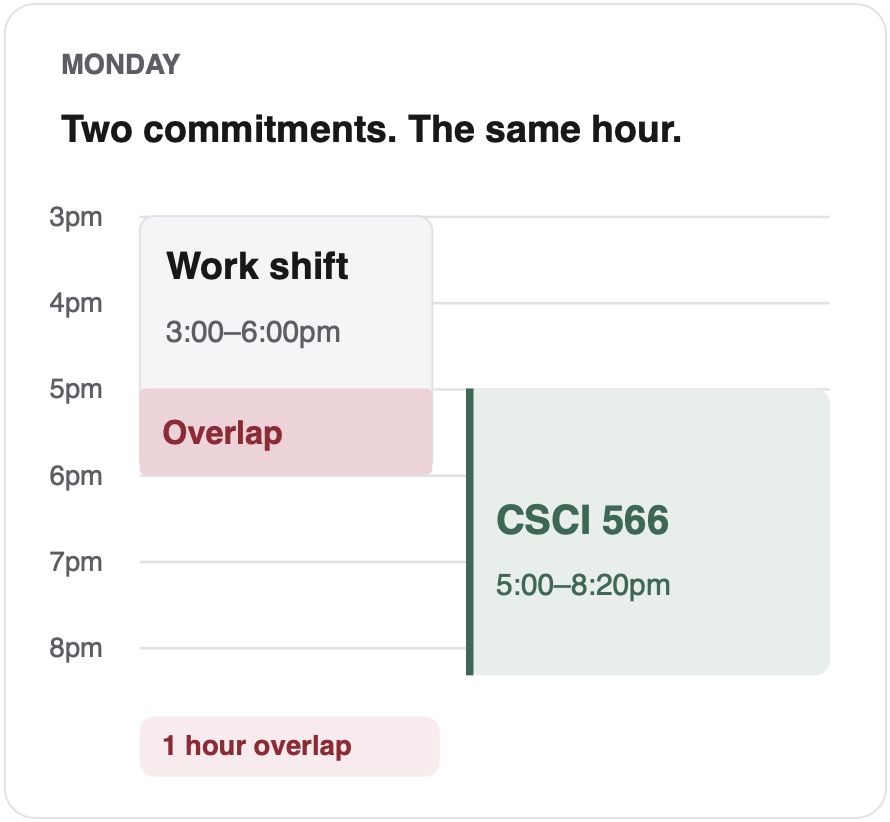 MONDAY
Two commitments. The same hour.
3pm
Work shift
4pm
3:00–6:00pm
5pm
Overlap
6pm
CSCI 566
7pm
5:00–8:20pm
8pm
1 hour overlap